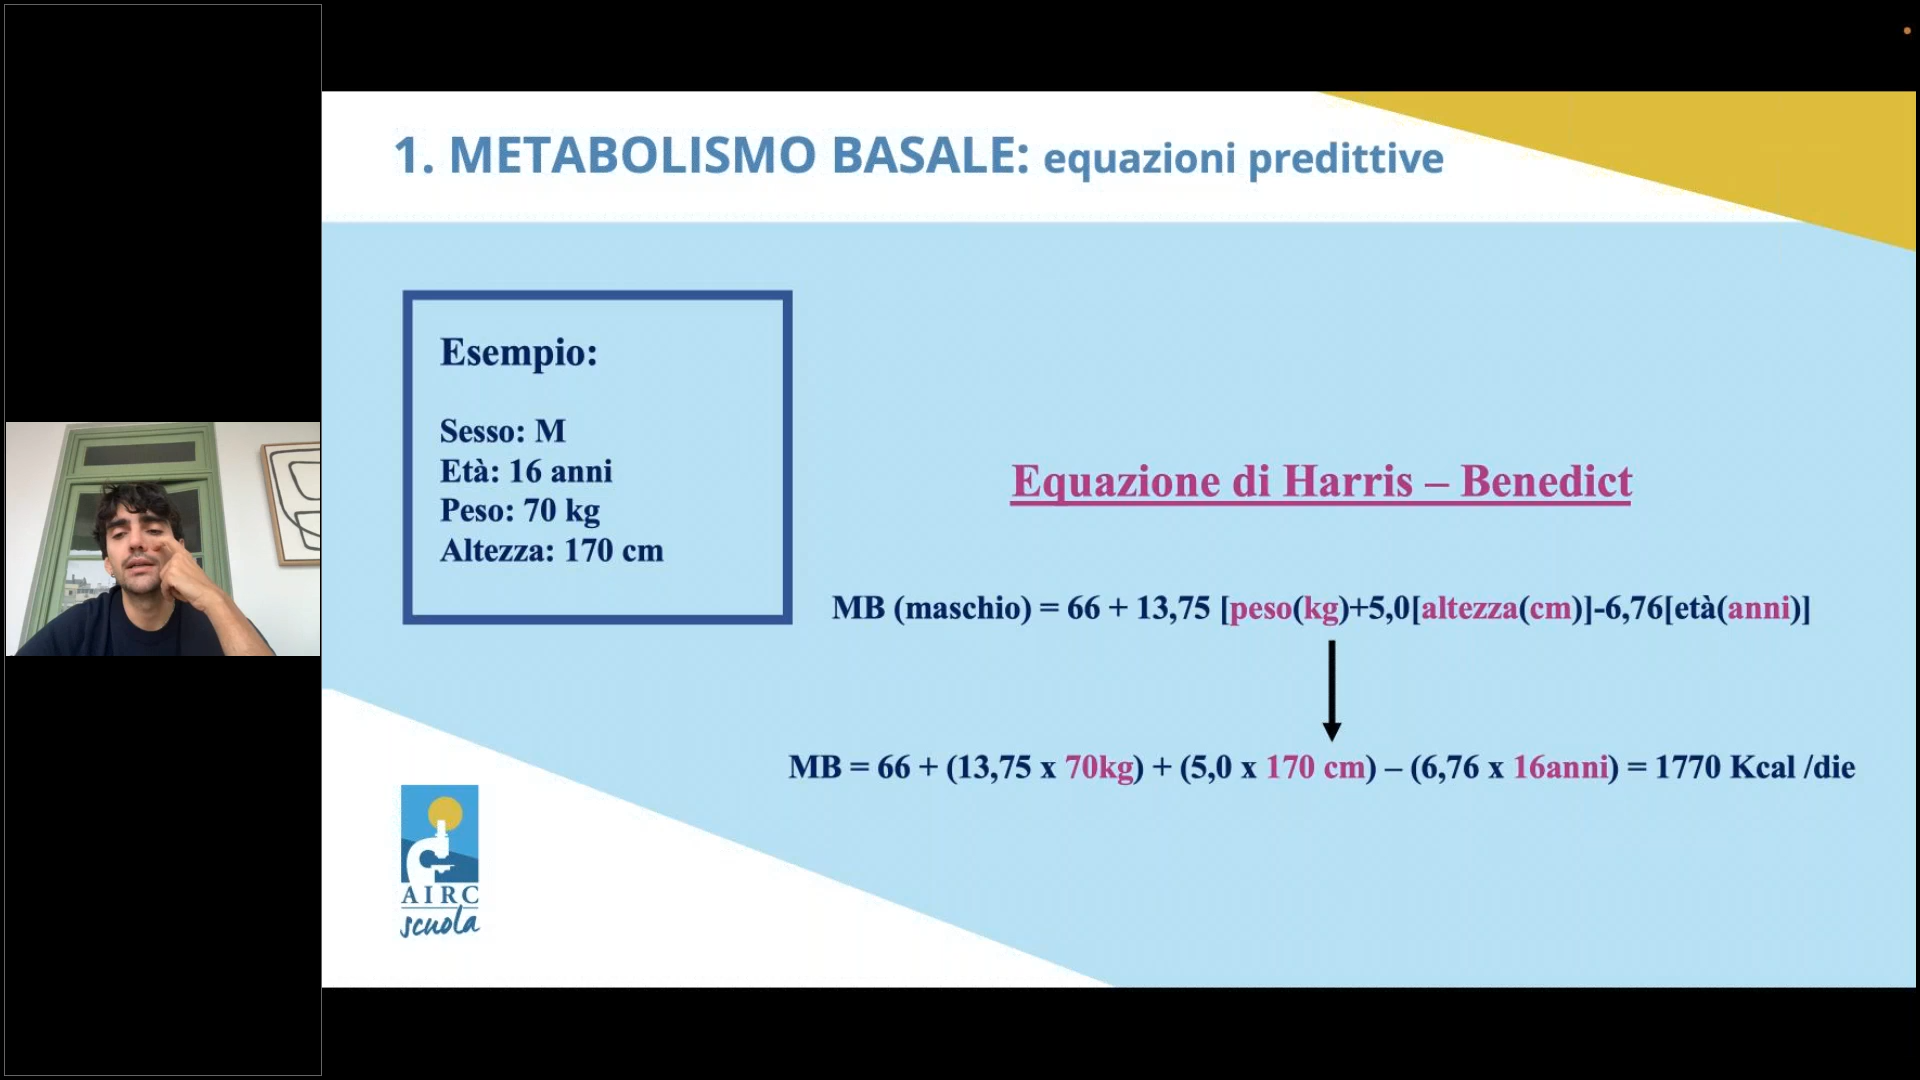 1. METABOLISMO BASALE: equazioni predittive
Esempio:
Sesso: M
Età: 16 anni
Peso: 70 kg
Altezza: 170 cm
Equazione di Harris – Benedict
MB (maschio) = 66 + 13,75 [peso(kg)+5,0[altezza(cm)]-6,76[età(anni)]
MB = 66 + (13,75 x 70kg) + (5,0 x 170 cm) – (6,76 x 16anni) = 1770 Kcal /die
AIRC
scuola